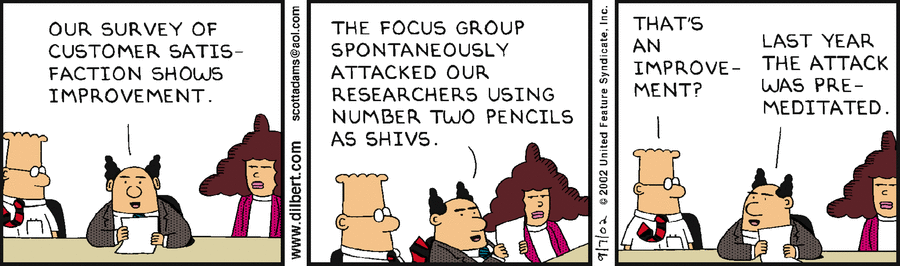 OUR SURVEY OF
CUSTOMER SATIS-
FACTION SHOWS
IMPROVEMENT.
www.dilbert.com scottadams@aol.com
THE FOCUS GROUP
SPONTANEOUSLY
ATTACKED OUR
RESEARCHERS USING
NUMBER TWO PENCILS
AS SHIVS.
9/7/02 © 2002 United Feature Syndicate, Inc.
THAT'S
AN
IMPROVE-
MENT?
LAST YEAR
THE ATTACK
WAS PRE-
MEDITATED.